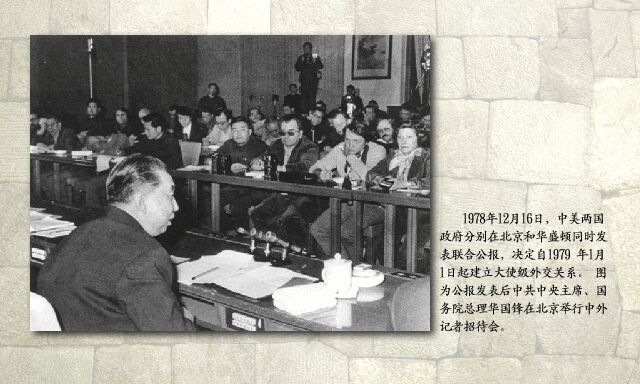 1978年12月16日，中美两国
政府分别在北京和华盛顿同时发
表联合公报，决定自1979 年1月
1日起建立大使级外交关系。 图
为公报发表后中共中央主席、国
务院总理华国锋在北京举行中外
记者招待会。